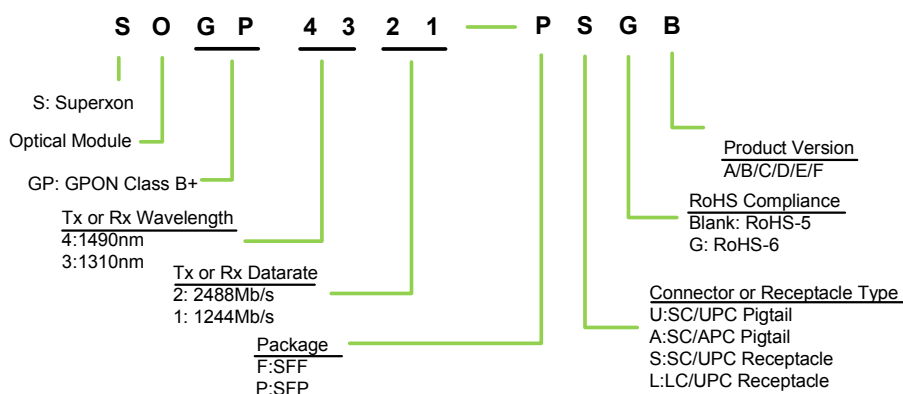 S O G P 4 3 2 1 — P S G B
S: Superxon
Optical Module
GP: GPON Class B+
Tx or Rx Wavelength
4:1490nm
3:1310nm
Tx or Rx Datarate
2: 2488Mb/s
1: 1244Mb/s
Package
F:SFF
P:SFP
Product Version
A/B/C/D/E/F
RoHS Compliance
Blank: RoHS-5
G: RoHS-6
Connector or Receptacle Type
U:SC/UPC Pigtail
A:SC/APC Pigtail
S:SC/UPC Receptacle
L:LC/UPC Receptacle